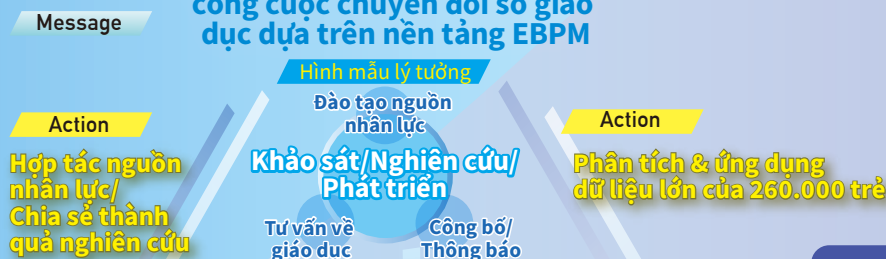 Message
công cuộc chuyển đổi số giáo
dục dựa trên nền tảng EBPM
Hình mẫu lý tưởng
Đào tạo nguồn
nhân lực
Action
Hợp tác nguồn
nhân lực/
Chia sẻ thành
quả nghiên cứu
Khảo sát/Nghiên cứu/
Phát triển
Tư vấn về
giáo dục
Công bố/
Thông báo
Action
Phân tích & ứng dụng
dữ liệu lớn của 260.000 trẻ